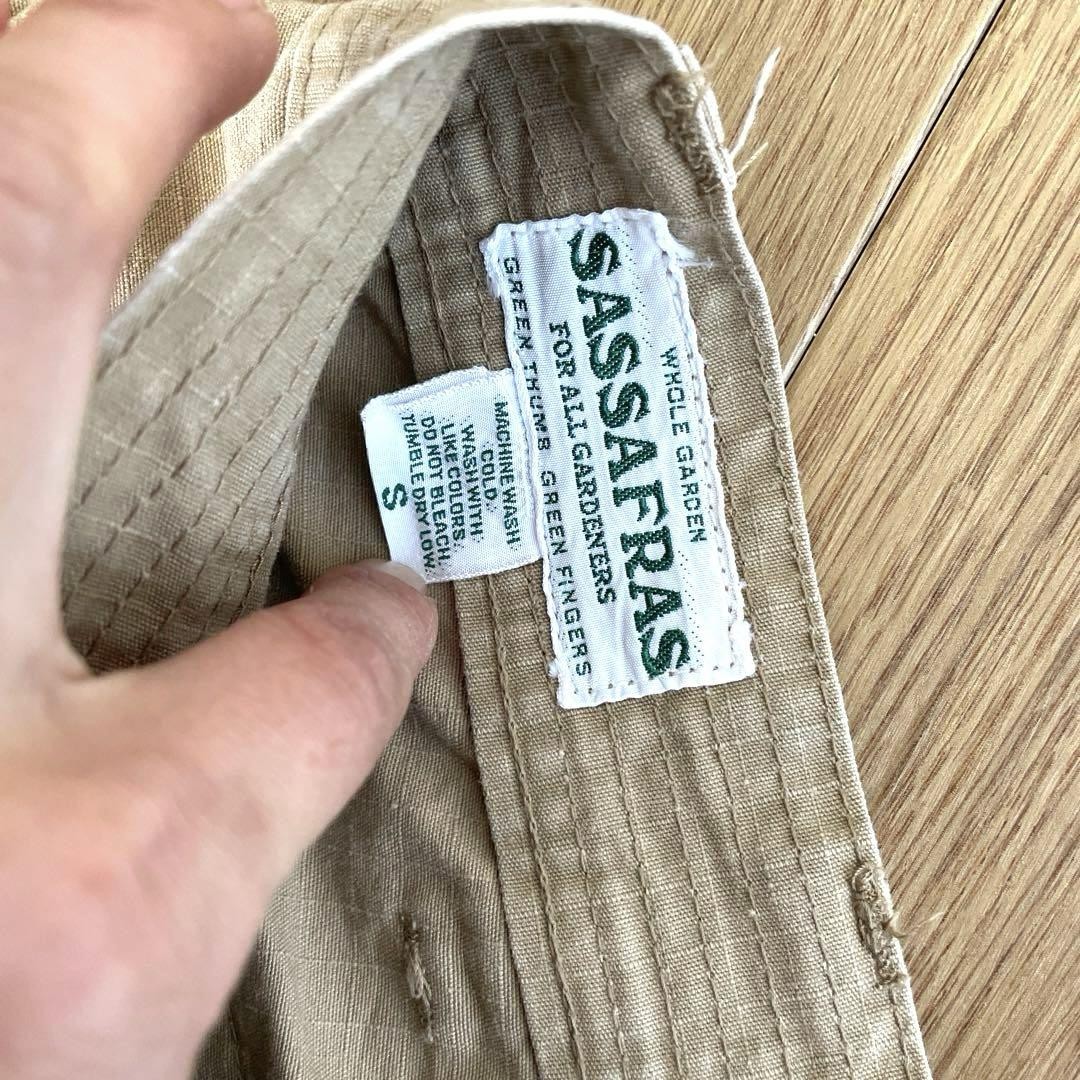 WHOLE GARDEN
SASSAFRAS
FOR ALL GARDENERS
GREEN THUMB GREEN FINGERS
MACHINE WASH
COLD.
WASH WITH
LIKE COLORS.
DO NOT BLEACH.
TUMBLE DRY LOW.
S